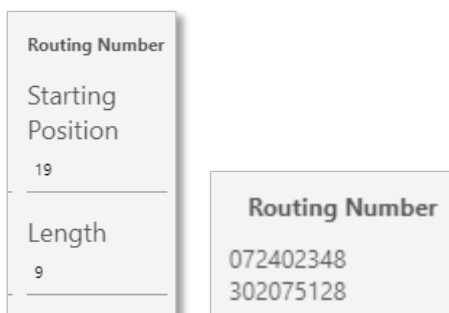 Routing Number
Starting
Position
19
Length
9
Routing Number
072402348
302075128